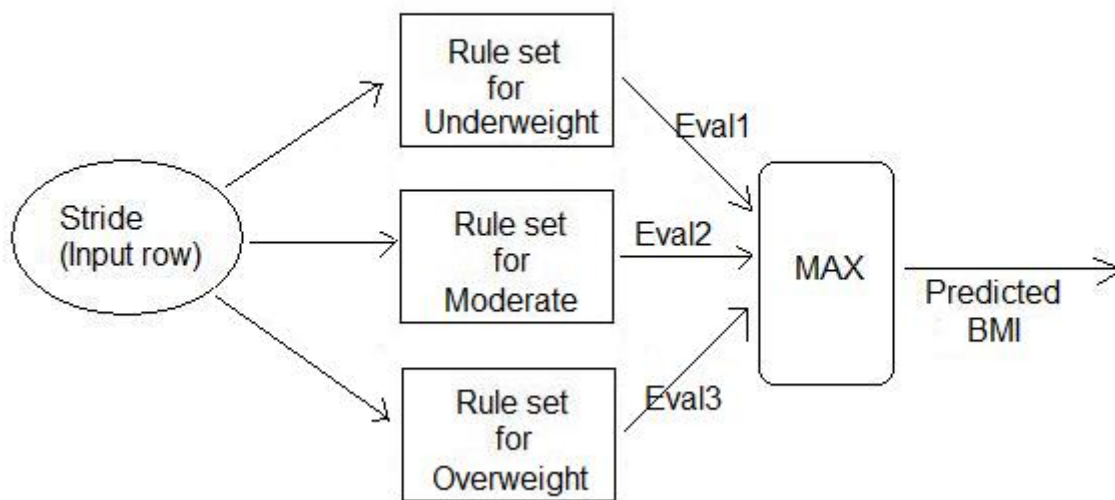 Stride
(Input row)
Rule set
for
Underweight
Rule set
for
Moderate
Rule set
for
Overweight
Eval1
Eval2
Eval3
MAX
Predicted
BMI